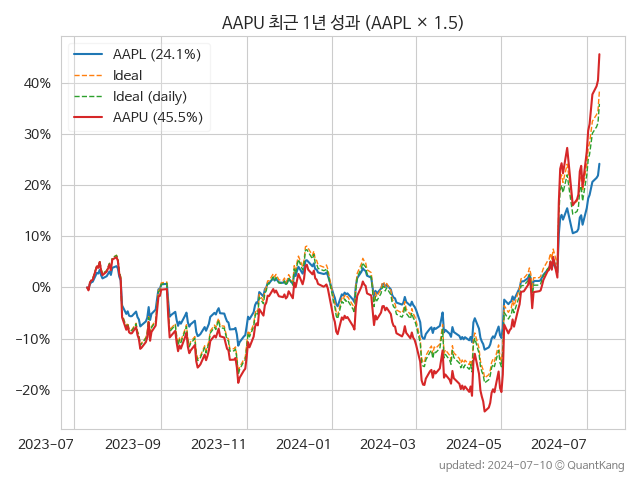 AAPU 최근 1년 성과 (AAPL × 1.5)
AAPL (24.1%)
Ideal
Ideal (daily)
AAPU (45.5%)
40%
30%
20%
10%
0%
−10%
−20%
2023−07 2023−09 2023−11 2024−01 2024−03 2024−05 2024−07
updated: 2024-07-10 © QuantKang